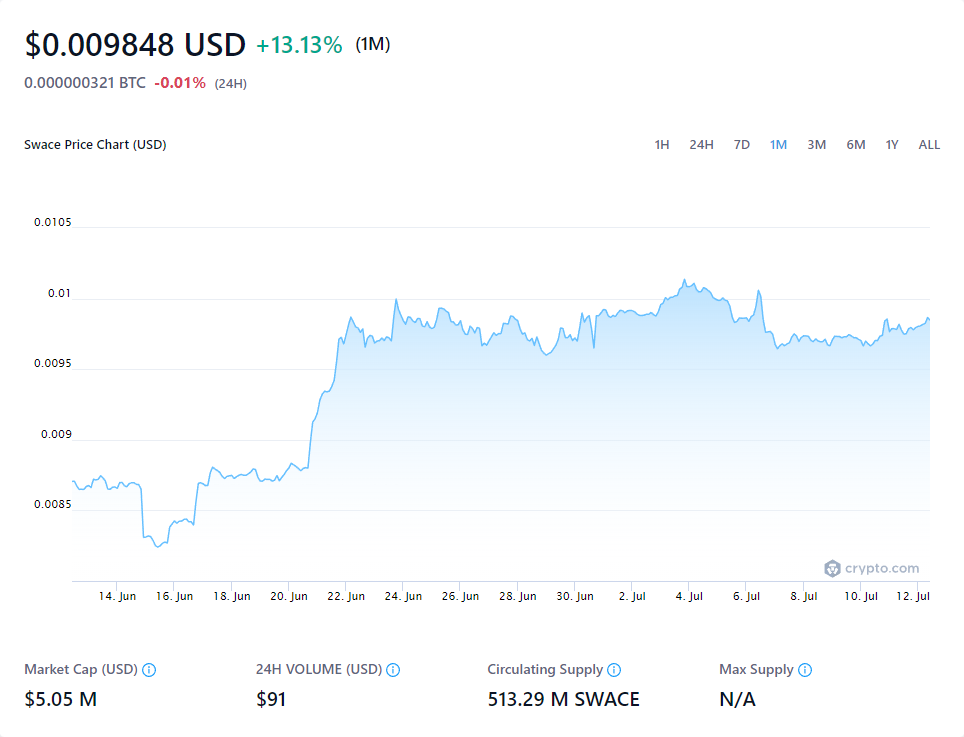 $0.009848 USD +13.13% (1M)
0.000000321 BTC -0.01% (24H)
Swace Price Chart (USD) 1H 24H 7D 1M 3M 6M 1Y ALL
0.0105
0.01
0.0095
0.009
0.0085
crypto.com
14. Jun 16. Jun 18. Jun 20. Jun 22. Jun 24. Jun 26. Jun 28. Jun 30. Jun 2. Jul 4. Jul 6. Jul 8. Jul 10. Jul 12. Jul
Market Cap (USD) 24H VOLUME (USD) Circulating Supply Max Supply
$5.05 M $91 513.29 M SWACE N/A